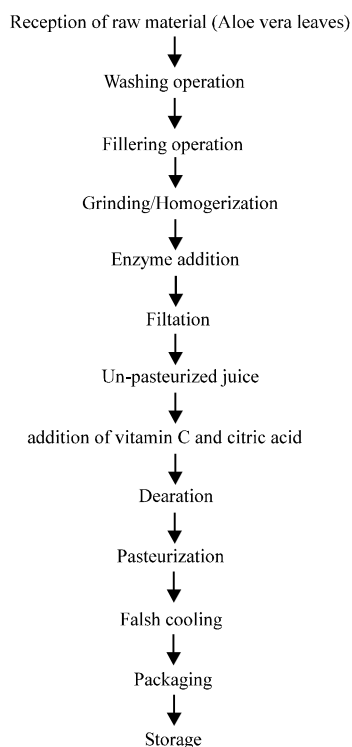 Reception of raw material (Aloe vera leaves)
Washing operation
Fillering operation
Grinding/Homogerization
Enzyme addition
Filtation
Un-pasteurized juice
addition of vitamin C and citric acid
Dearation
Pasteurization
Falsh cooling
Packaging
Storage